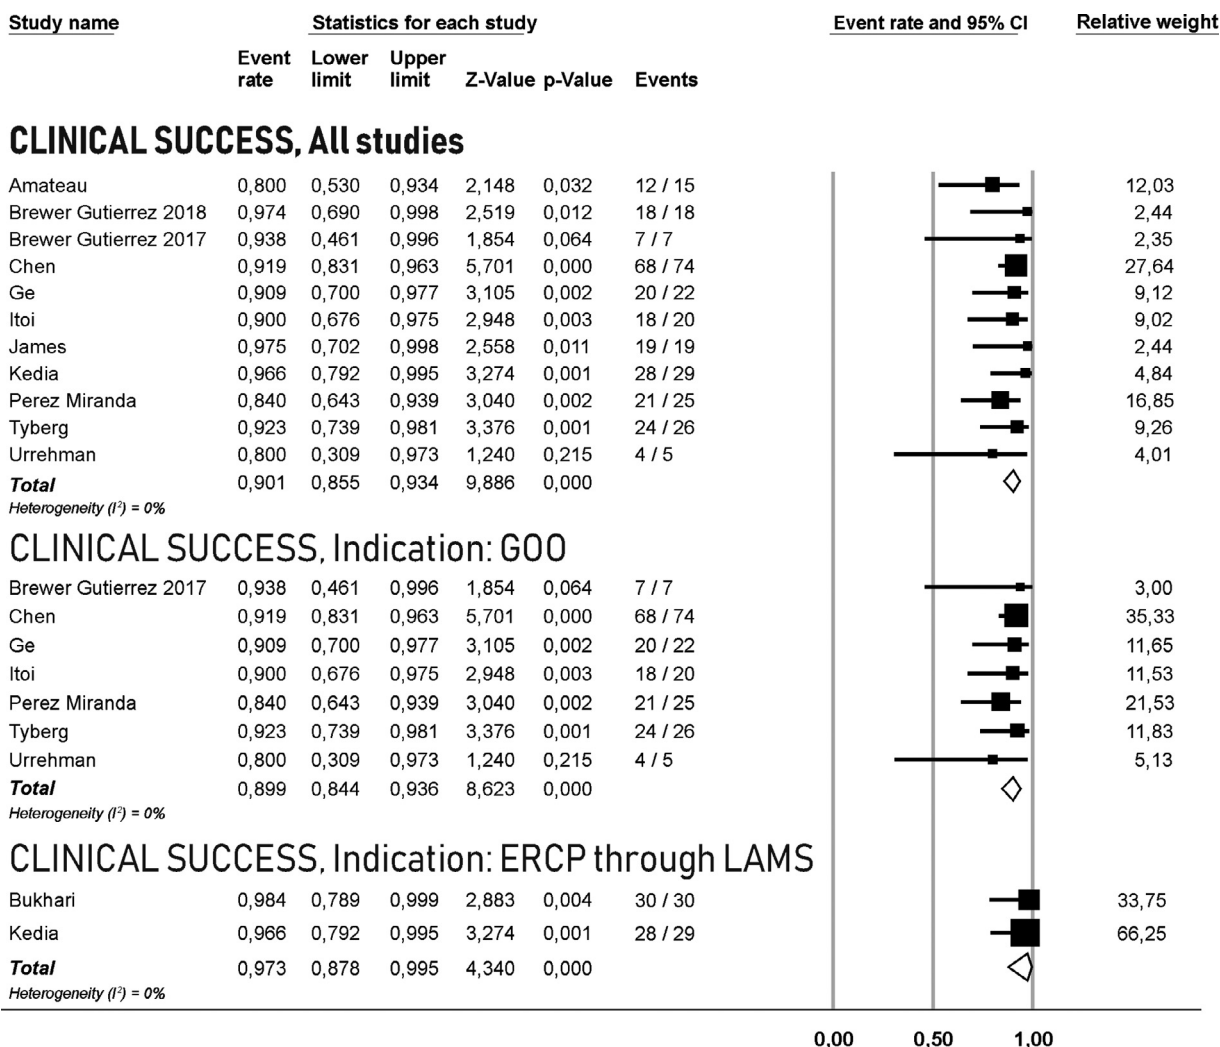 Study name Statistics for each study Event rate and 95% CI Relative weight
Event rate Lower limit Upper limit Z-Value p-Value Events
CLINICAL SUCCESS, All studies
Amateau 0,800 0,530 0,934 2,148 0,032 12 / 15 12,03
Brewer Gutierrez 2018 0,974 0,690 0,998 2,519 0,012 18 / 18 2,44
Brewer Gutierrez 2017 0,938 0,461 0,996 1,854 0,064 7 / 7 2,35
Chen 0,919 0,831 0,963 5,701 0,000 68 / 74 27,64
Ge 0,909 0,700 0,977 3,105 0,002 20 / 22 9,12
Itoi 0,900 0,676 0,975 2,948 0,003 18 / 20 9,02
James 0,975 0,702 0,998 2,558 0,011 19 / 19 2,44
Kedia 0,966 0,792 0,995 3,274 0,001 28 / 29 4,84
Perez Miranda 0,840 0,643 0,939 3,040 0,002 21 / 25 16,85
Tyberg 0,923 0,739 0,981 3,376 0,001 24 / 26 9,26
Urrehman 0,800 0,309 0,973 1,240 0,215 4 / 5 4,01
Total 0,901 0,855 0,934 9,886 0,000
Heterogeneity (I²) = 0%
CLINICAL SUCCESS, Indication: GOO
Brewer Gutierrez 2017 0,938 0,461 0,996 1,854 0,064 7 / 7 3,00
Chen 0,919 0,831 0,963 5,701 0,000 68 / 74 35,33
Ge 0,909 0,700 0,977 3,105 0,002 20 / 22 11,65
Itoi 0,900 0,676 0,975 2,948 0,003 18 / 20 11,53
Perez Miranda 0,840 0,643 0,939 3,040 0,002 21 / 25 21,53
Tyberg 0,923 0,739 0,981 3,376 0,001 24 / 26 11,83
Urrehman 0,800 0,309 0,973 1,240 0,215 4 / 5 5,13
Total 0,899 0,844 0,936 8,623 0,000
Heterogeneity (I²) = 0%
CLINICAL SUCCESS, Indication: ERCP through LAMS
Bukhari 0,984 0,789 0,999 2,883 0,004 30 / 30 33,75
Kedia 0,966 0,792 0,995 3,274 0,001 28 / 29 66,25
Total 0,973 0,878 0,995 4,340 0,000
Heterogeneity (I²) = 0%
0,00 0,50 1,00